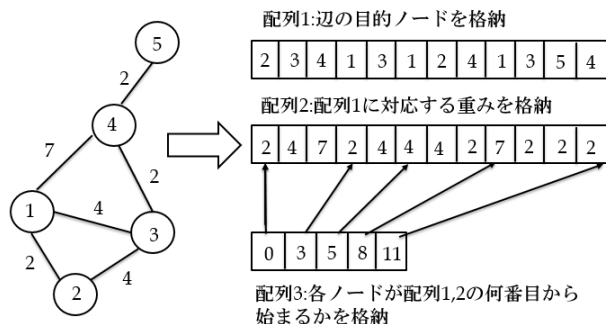 配列1:辺の目的ノードを格納
2 3 4 1 3 1 2 4 1 3 5 4
配列2:配列1に対応する重みを格納
2 4 7 2 4 4 4 2 7 2 2 2
0 3 5 8 11
配列3:各ノードが配列1,2の何番目から
始まるかを格納
5
2
4
7
2
1
4
3
2
4
2